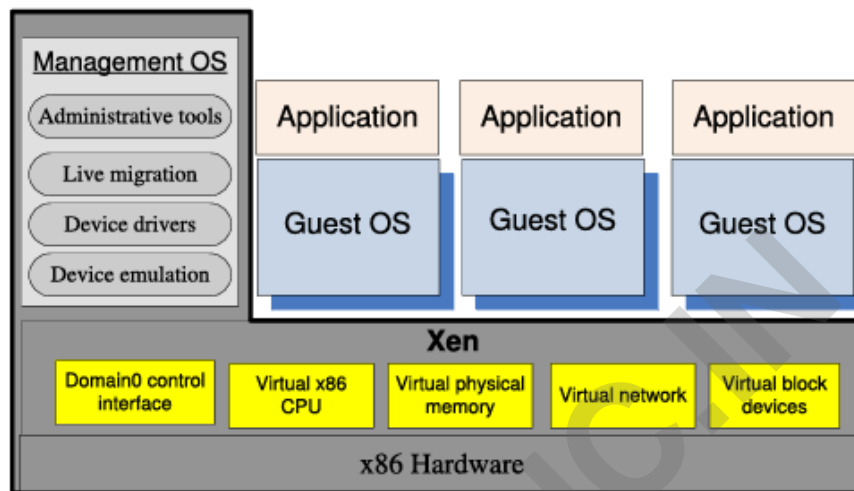 Management OS
Administrative tools
Live migration
Device drivers
Device emulation
Application
Application
Application
Guest OS
Guest OS
Guest OS
Xen
Domain0 control
interface
Virtual x86
CPU
Virtual physical
memory
Virtual network
Virtual block
devices
x86 Hardware